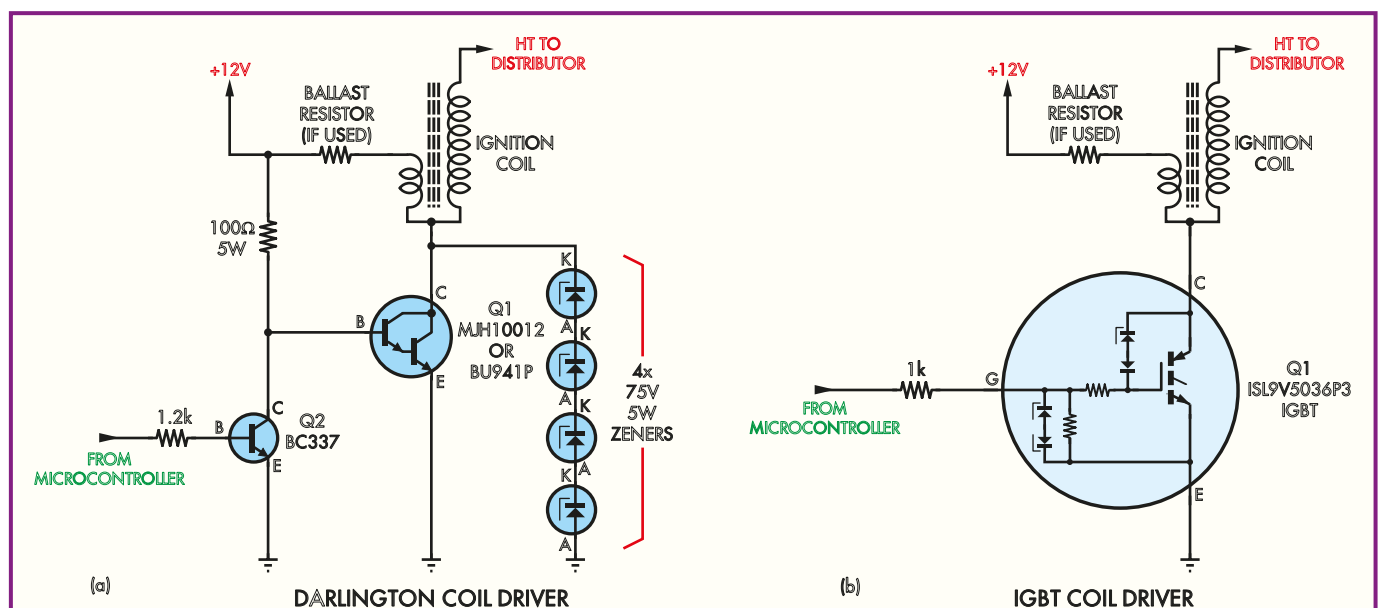 +12V
BALLAST
RESISTOR
(IF USED)
HT TO
DISTRIBUTOR
IGNITION
COIL
100Ω
5W
B
C
E
Q1
MJH10012
OR
BU941P
1.2k
B
C
E
Q2
BC337
FROM
MICROCONTROLLER
K
A
K
A
K
A
K
A
4x
75V
5W
ZENERS
(a)
DARLINGTON COIL DRIVER
+12V
BALLAST
RESISTOR
(IF USED)
HT TO
DISTRIBUTOR
IGNITION
COIL
C
1k
G
FROM
MICROCONTROLLER
Q1
ISL9V5036P3
IGBT
E
(b)
IGBT COIL DRIVER